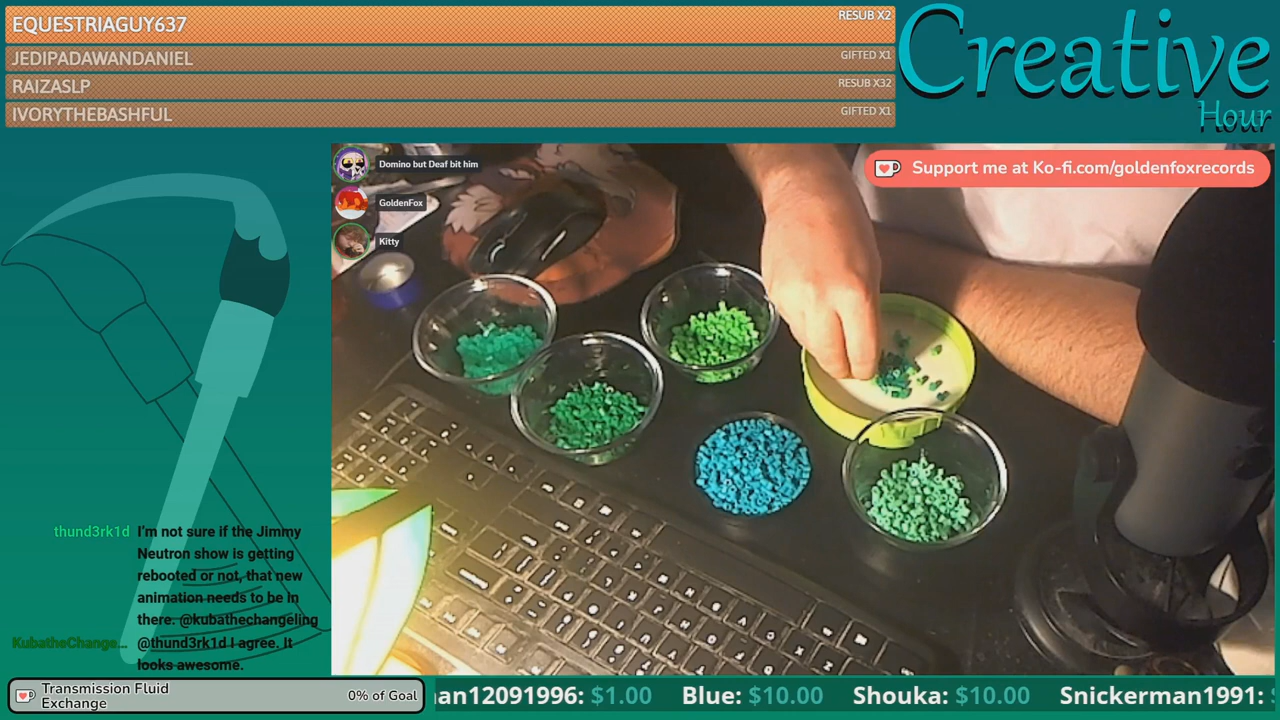 EQUESTRIAGUY637 RESUB X2
JEDIPADAWANDANIEL GIFTED X1
RAIZASLP RESUB X32
IVORYTHEBASHFUL GIFTED X1
Creative
Hour
Domino but Deaf bit him
GoldenFox
Kitty
Support me at Ko-fi.com/goldenfoxrecords
thund3rk1d I'm not sure if the Jimmy
Neutron show is getting
rebooted or not, that new
animation needs to be in
there. @kubathechangeling
KubatheChange... @thund3rk1d I agree. It
looks awesome.
Transmission Fluid
Exchange
0% of Goal
an12091996: $1.00 Blue: $10.00 Shouka: $10.00 Snickerman1991: